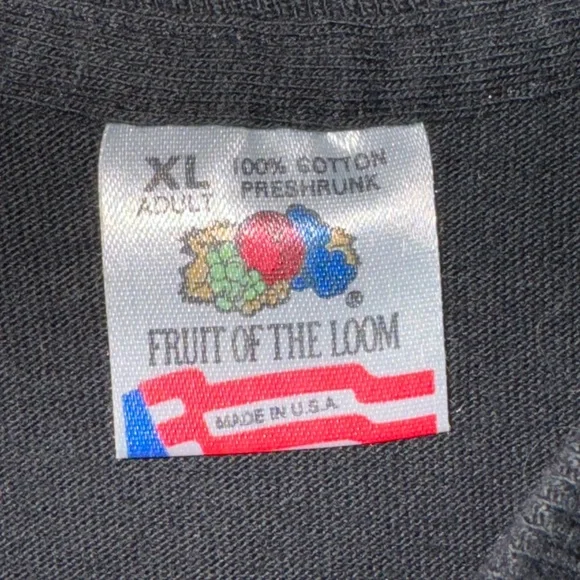 XL 100% COTTON
ADULT PRESHRUNK
®
FRUIT OF THE LOOM
MADE IN U.S.A.